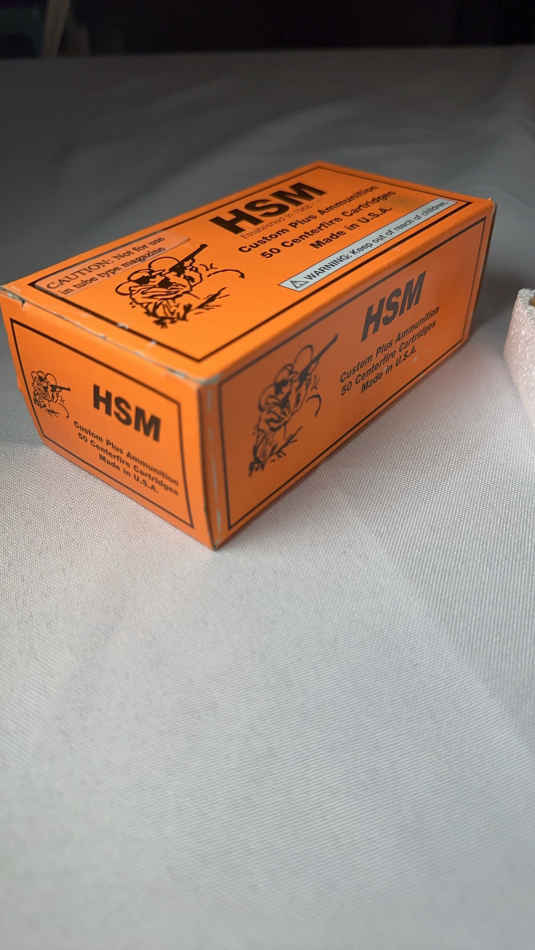 CAUTION: Not for use
in tube type magazine
HSM
Custom Plus Ammunition
50 Centerfire Cartridges
Made in U.S.A.
WARNING: Keep out of reach of children.
HSM
Custom Plus Ammunition
50 Centerfire Cartridges
Made in U.S.A.
HSM
Custom Plus Ammunition
50 Centerfire Cartridges
Made in U.S.A.